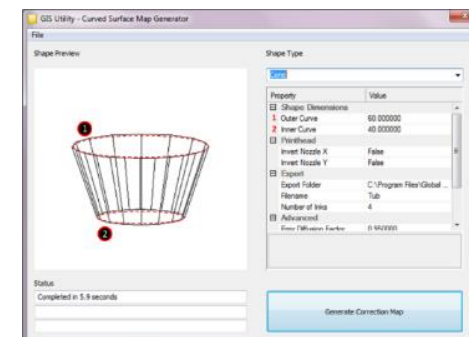 GIS Utility - Curved Surface Map Generator
File
Shape Preview
Shape Type
Cone
Property Value
Shape Dimensions
1 Outer Curve 60.000000
2 Inner Curve 40.000000
Printhead
Invert Nozzle X False
Invert Nozzle Y False
Export
Export Folder C:\Program Files\Global ...
Filename Tub
Number of Inks 4
Advanced
Error Diffusion Factor 0.950000
1
2
Status
Completed in 5.9 seconds
Generate Correction Map